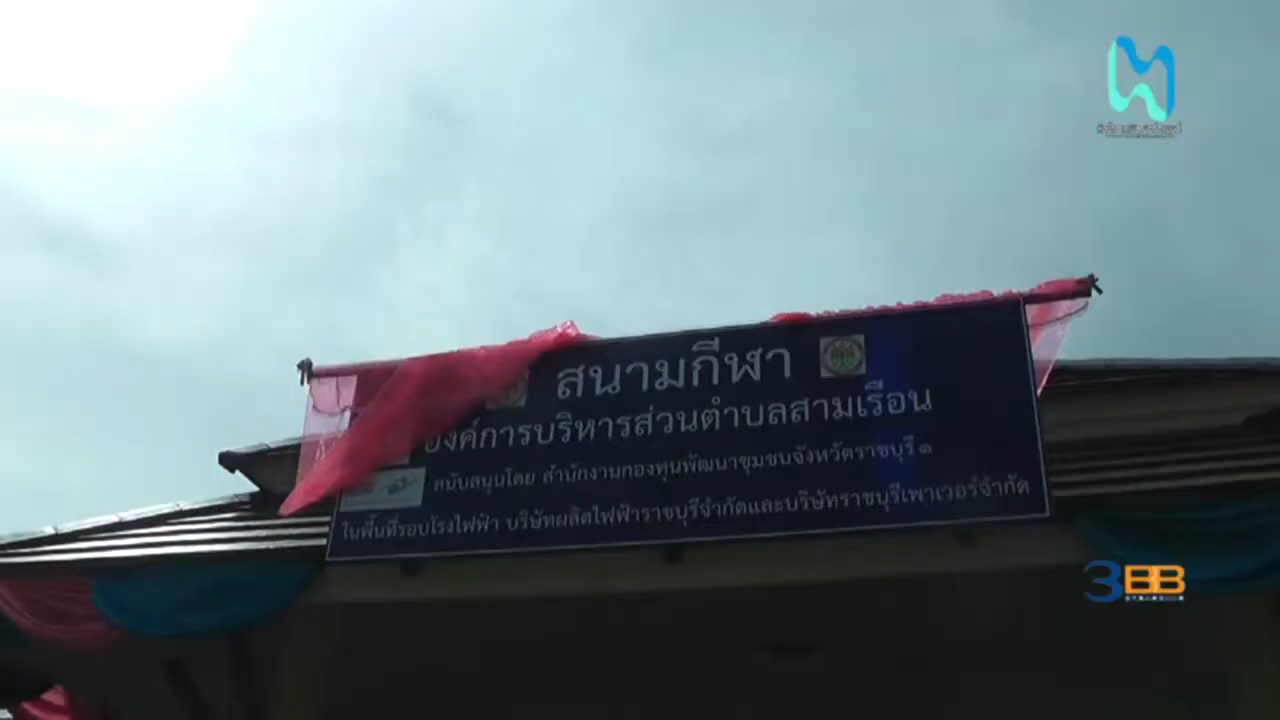 สนามกีฬา
องค์การบริหารส่วนตำบลสามเรือน
สนับสนุนโดย สำนักงานกองทุนพัฒนาชุมชนจังหวัดราชบุรี ๑
ในพื้นที่รอบโรงไฟฟ้า บริษัทผลิตไฟฟ้าราชบุรีจำกัดและบริษัทราชบุรีเพาเวอร์จำกัด
3BB